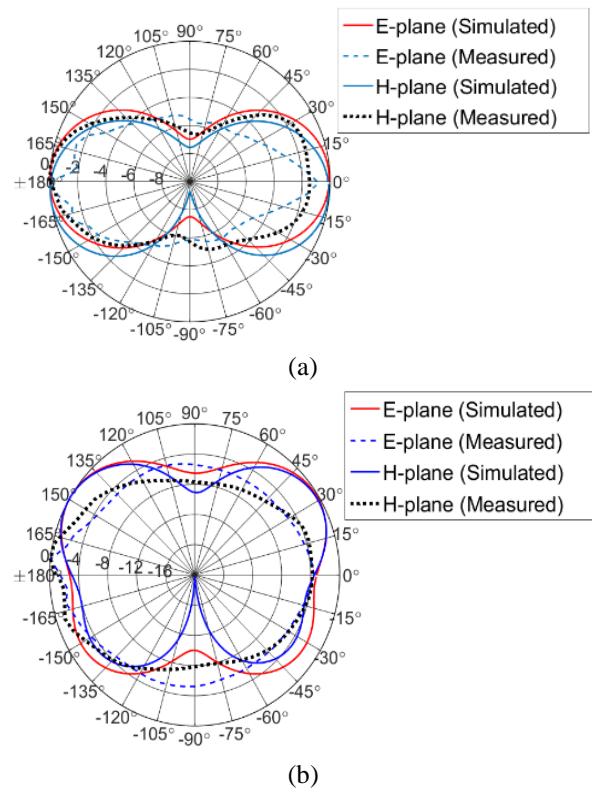 E-plane (Simulated)
E-plane (Measured)
H-plane (Simulated)
H-plane (Measured)
90°
105° 75°
120° 60°
135° 45°
150° 30°
165° 15°
0 -2 -4 -6 -8
±180° 0°
-165° -15°
-150° -30°
-135° -45°
-120° -60°
-105° -75°
-90°
(a)
E-plane (Simulated)
E-plane (Measured)
H-plane (Simulated)
H-plane (Measured)
90°
105° 75°
120° 60°
135° 45°
150° 30°
165° 15°
0 -4 -8 -12 -16
±180° 0°
-165° -15°
-150° -30°
-135° -45°
-120° -60°
-105° -75°
-90°
(b)